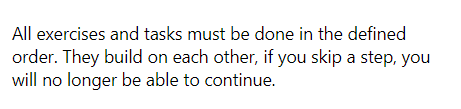 All exercises and tasks must be done in the defined
order. They build on each other, if you skip a step, you
will no longer be able to continue.